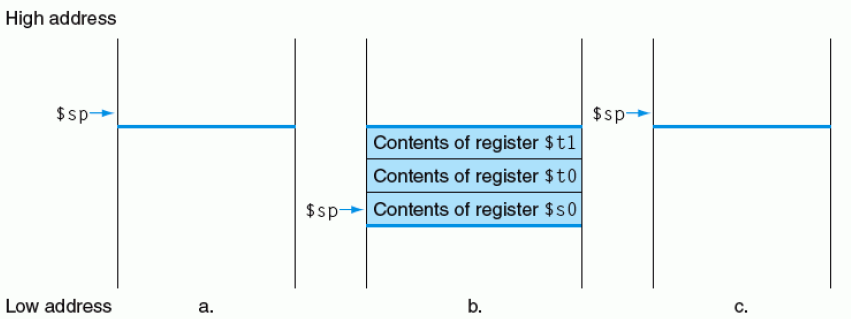 High address
$sp
$sp
Contents of register $t1
Contents of register $t0
$sp
Contents of register $s0
Low address
a.
b.
c.